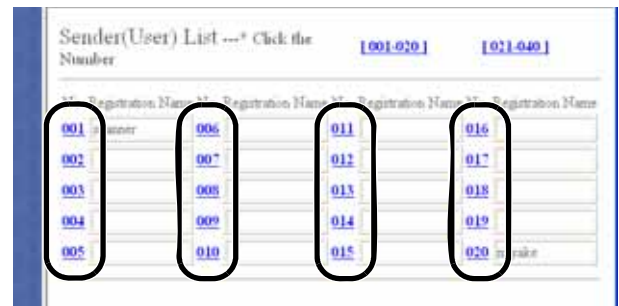 Sender(User) List ---* Click the
Number
[ 001-020 ] [ 021-040 ]
Registration Name Registration Name Registration Name Registration Name
001 scanner 006 011 016
002 007 012 017
003 008 013 018
004 009 014 019
005 010 015 020